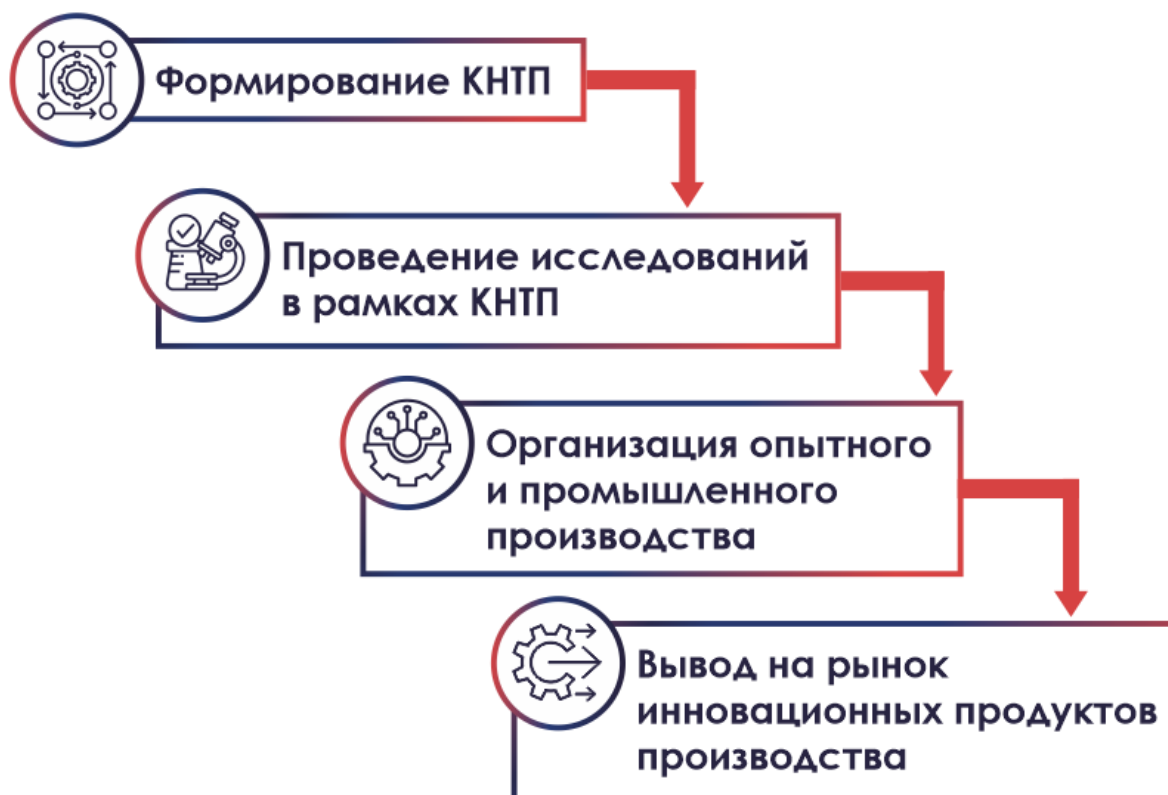 Формирование КНТП
Проведение исследований
в рамках КНТП
Организация опытного
и промышленного
производства
Вывод на рынок
инновационных продуктов
производства